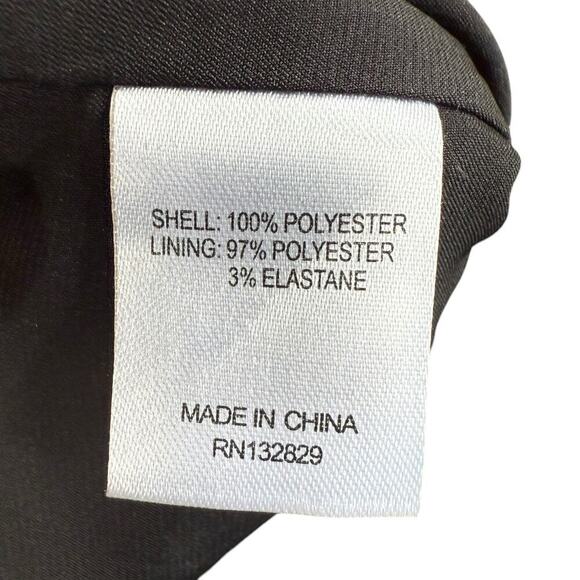 SHELL: 100% POLYESTER
LINING: 97% POLYESTER
3% ELASTANE
MADE IN CHINA
RN132829